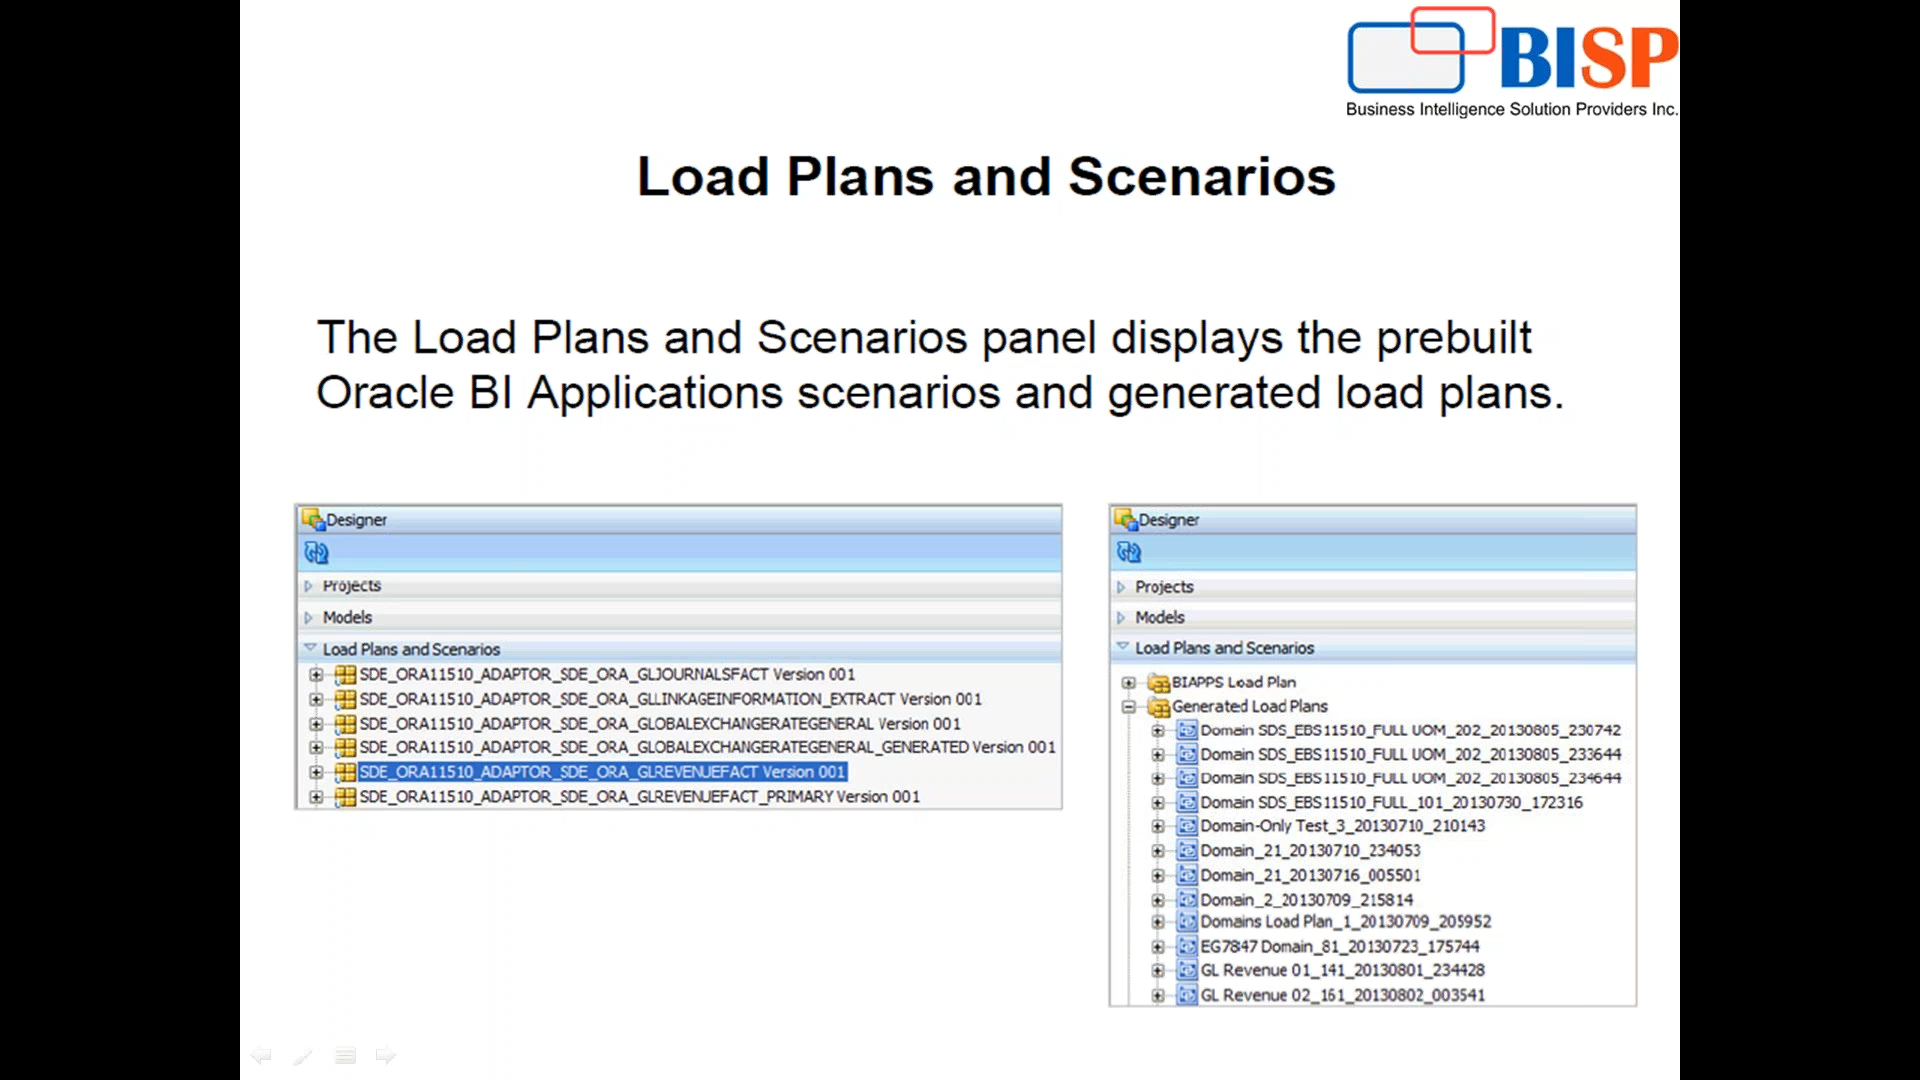 BISP
Business Intelligence Solution Providers Inc.
Load Plans and Scenarios
The Load Plans and Scenarios panel displays the prebuilt
Oracle BI Applications scenarios and generated load plans.
Designer
Projects
Models
Load Plans and Scenarios
SDE_ORA11510_ADAPTOR_SDE_ORA_GLJOURNALSFACT Version 001
SDE_ORA11510_ADAPTOR_SDE_ORA_GLLINKAGEINFORMATION_EXTRACT Version 001
SDE_ORA11510_ADAPTOR_SDE_ORA_GLOBALEXCHANGERATEGENERAL Version 001
SDE_ORA11510_ADAPTOR_SDE_ORA_GLOBALEXCHANGERATEGENERAL_GENERATED Version 001
SDE_ORA11510_ADAPTOR_SDE_ORA_GLREVENUEFACT Version 001
SDE_ORA11510_ADAPTOR_SDE_ORA_GLREVENUEFACT_PRIMARY Version 001
Designer
Projects
Models
Load Plans and Scenarios
BIAPPS Load Plan
Generated Load Plans
Domain SDS_EBS11510_FULL UOM_202_20130805_230742
Domain SDS_EBS11510_FULL UOM_202_20130805_233644
Domain SDS_EBS11510_FULL UOM_202_20130805_234644
Domain SDS_EBS11510_FULL_101_20130730_172316
Domain-Only Test_3_20130710_210143
Domain_21_20130710_234053
Domain_21_20130716_005501
Domain_2_20130709_215814
Domains Load Plan_1_20130709_205952
EG7847 Domain_81_20130723_175744
GL Revenue 01_141_20130801_234428
GL Revenue 02_161_20130802_003541